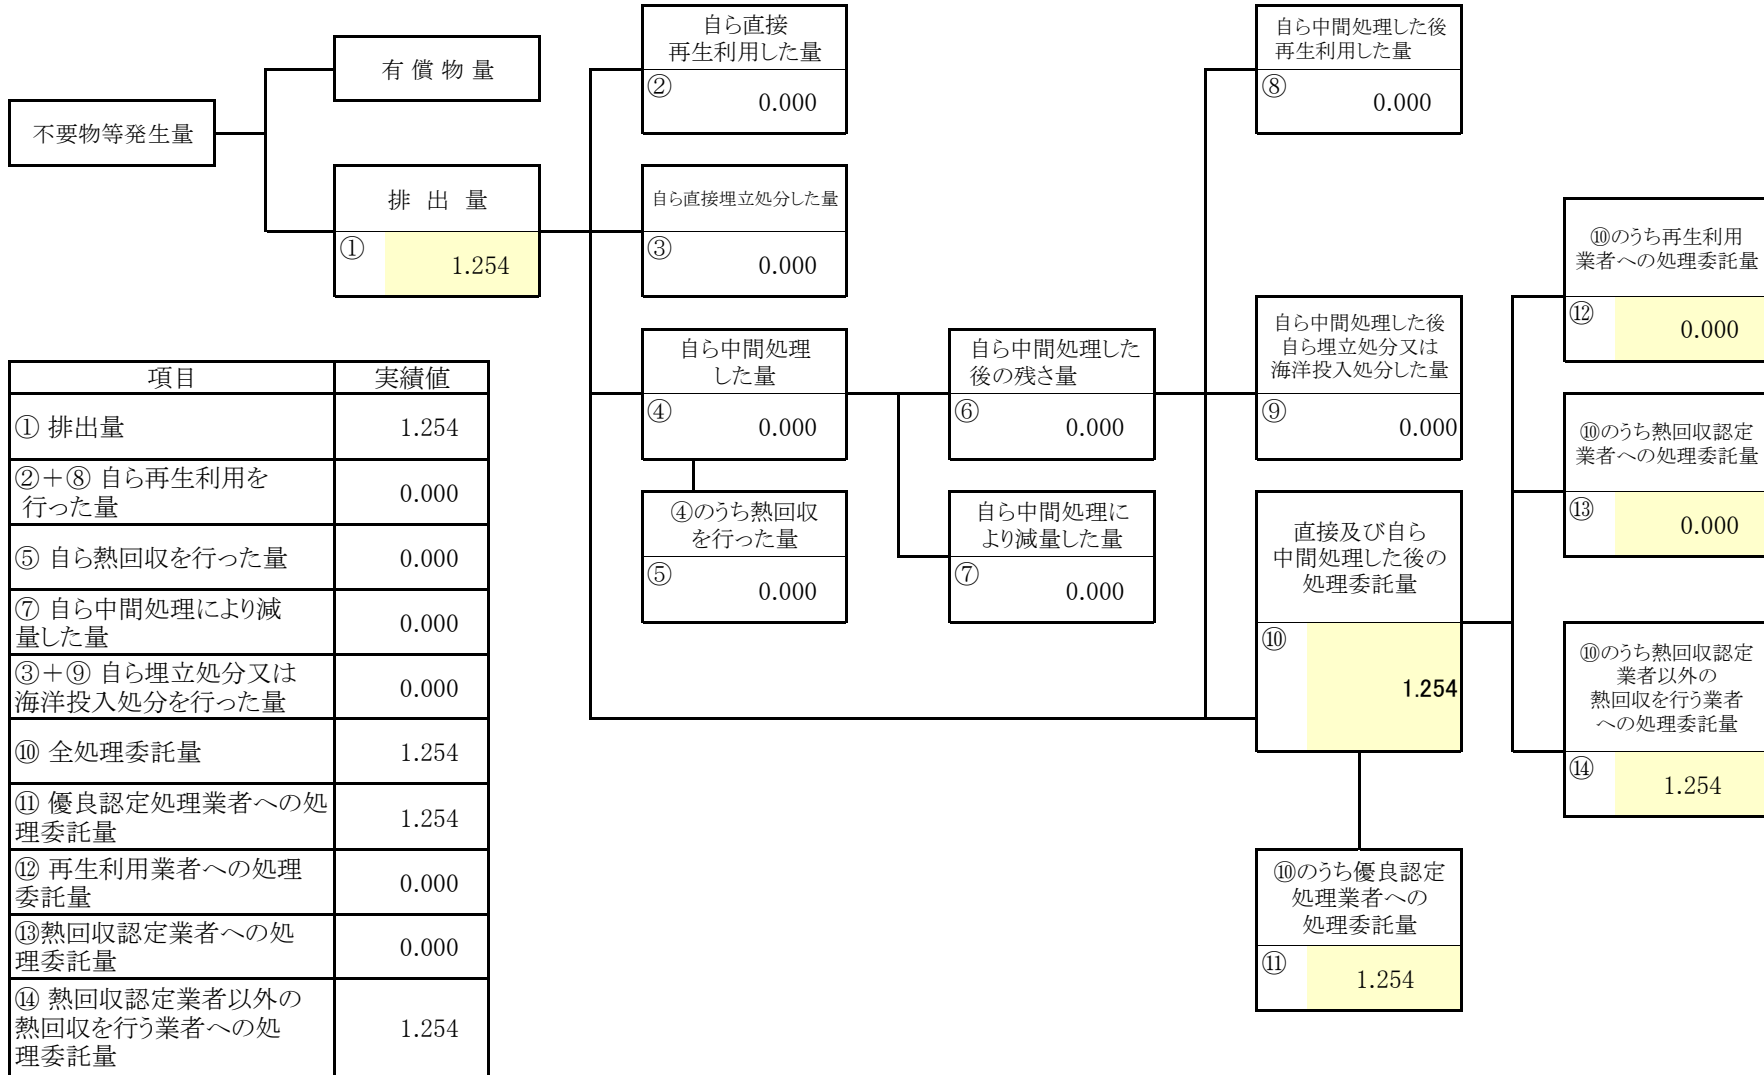 不要物等発生量
有 償 物 量
排 出 量
①
1.254
自ら直接
再生利用した量
②
0.000
自ら直接埋立処分した量
③
0.000
自ら中間処理
した量
④
0.000
④のうち熱回収
を行った量
⑤
0.000
自ら中間処理した
後の残さ量
⑥
0.000
自ら中間処理に
より減量した量
⑦
0.000
自ら中間処理した後
再生利用した量
⑧
0.000
自ら中間処理した後
自ら埋立処分又は
海洋投入処分した量
⑨
0.000
直接及び自ら
中間処理した後の
処理委託量
⑩
1.254
⑩のうち優良認定
処理業者への
処理委託量
⑪
1.254
⑩のうち再生利用
業者への処理委託量
⑫
0.000
⑩のうち熱回収認定
業者への処理委託量
⑬
0.000
⑩のうち熱回収認定
業者以外の
熱回収を行う業者
への処理委託量
⑭
1.254
項目 実績値
① 排出量 1.254
②＋⑧ 自ら再生利用を
行った量 0.000
⑤ 自ら熱回収を行った量 0.000
⑦ 自ら中間処理により減
量した量 0.000
③＋⑨ 自ら埋立処分又は
海洋投入処分を行った量 0.000
⑩ 全処理委託量 1.254
⑪ 優良認定処理業者への処
理委託量 1.254
⑫ 再生利用業者への処理
委託量 0.000
⑬熱回収認定業者への処
理委託量 0.000
⑭ 熱回収認定業者以外の
熱回収を行う業者への処
理委託量 1.254